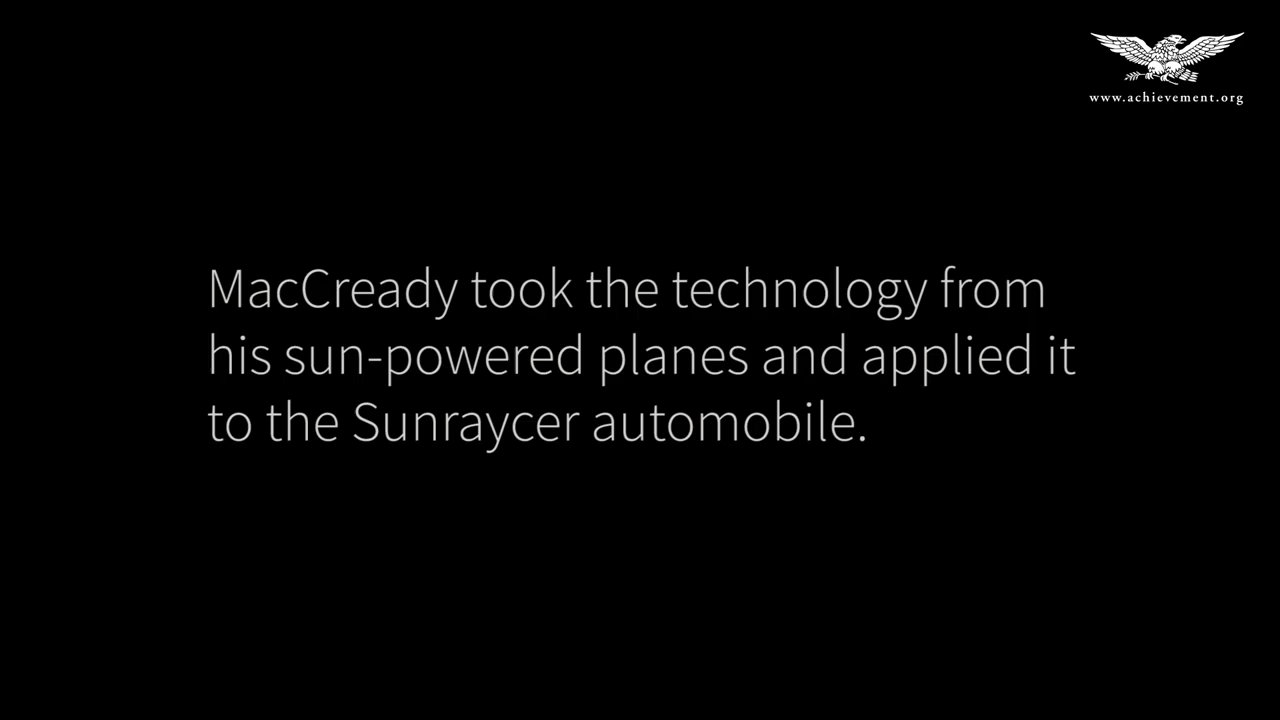 www.achievement.org
MacCready took the technology from
his sun-powered planes and applied it
to the Sunraycer automobile.